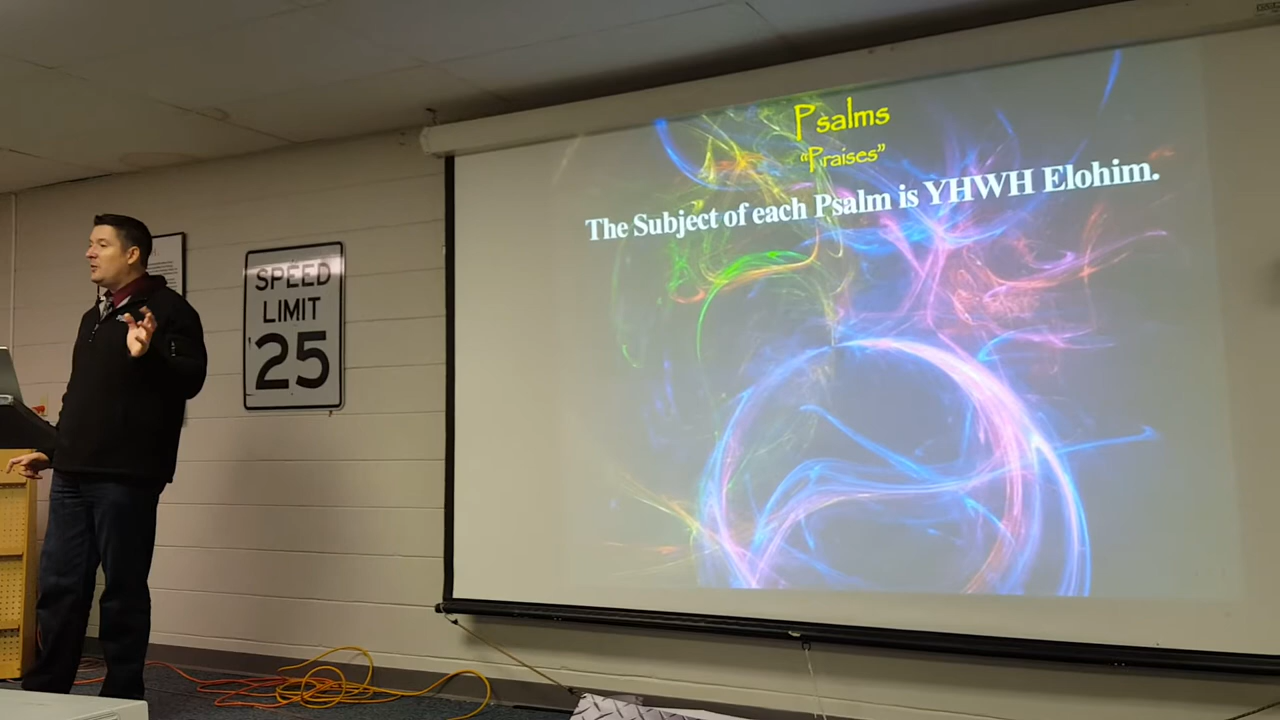 SPEED
LIMIT
25
Psalms
“Praises”
The Subject of each Psalm is YHWH Elohim.